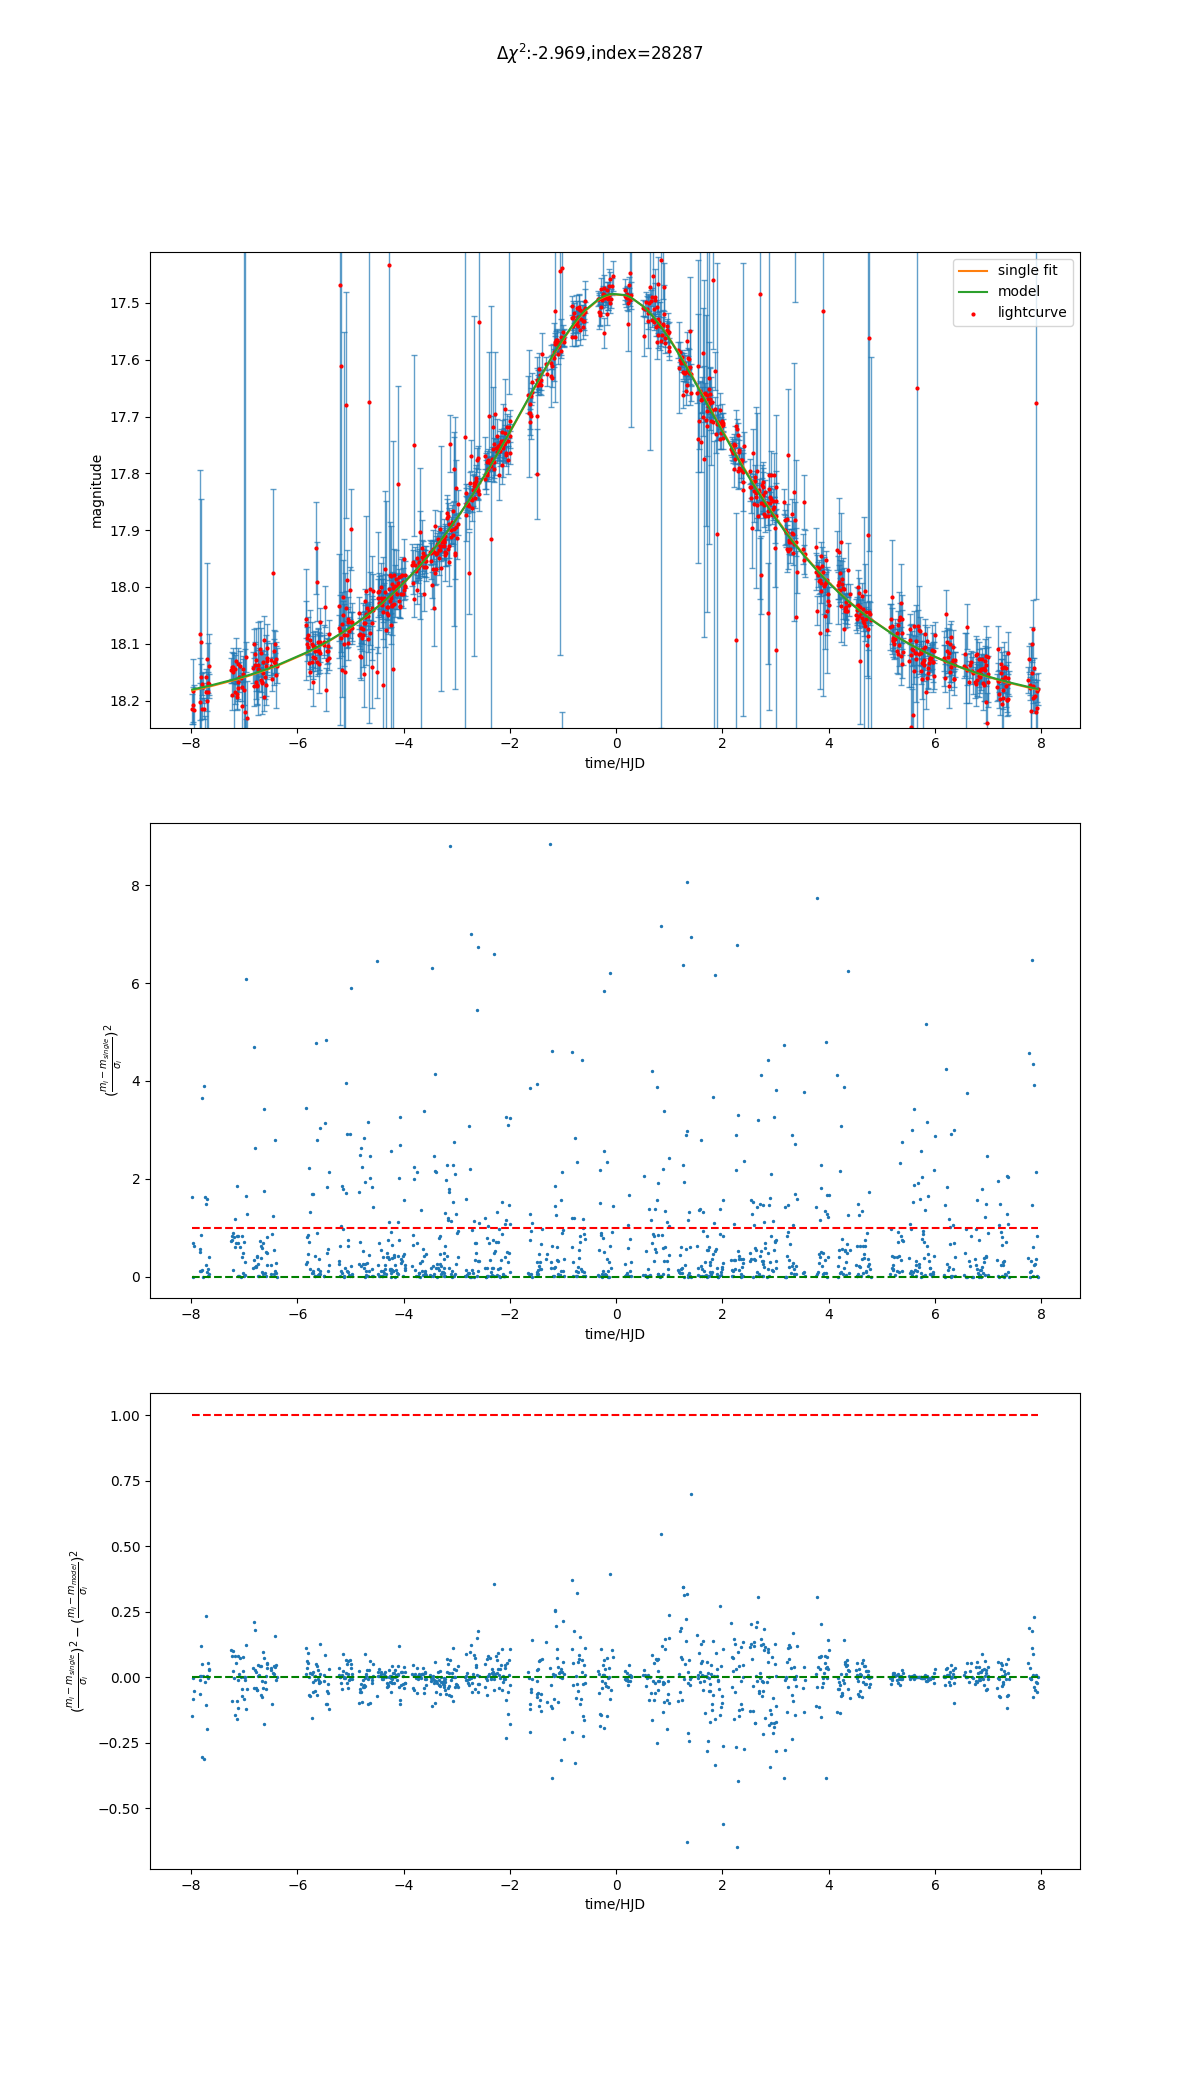 Δχ²:-2.969,index=28287
single fit
model
lightcurve
magnitude
17.5
17.6
17.7
17.8
17.9
18.0
18.1
18.2
−8 −6 −4 −2 0 2 4 6 8
time/HJD
(m_i − m_single / σ_i)²
8
6
4
2
0
−8 −6 −4 −2 0 2 4 6 8
time/HJD
(m_i − m_single / σ_i)² − (m_i − m_model / σ_i)²
1.00
0.75
0.50
0.25
0.00
−0.25
−0.50
−8 −6 −4 −2 0 2 4 6 8
time/HJD